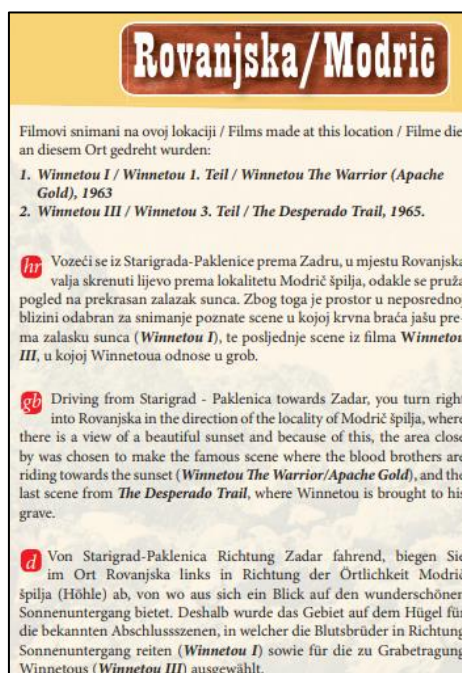 Rovanjska/Modrič
Filmovi snimani na ovoj lokaciji / Films made at this location / Filme die
an diesem Ort gedreht wurden:
1. Winnetou I / Winnetou 1. Teil / Winnetou The Warrior (Apache
Gold), 1963
2. Winnetou III / Winnetou 3. Teil / The Desperado Trail, 1965.
hr Vozeći se iz Starigrada-Paklenice prema Zadru, u mjestu Rovanjska
valja skrenuti lijevo prema lokalitetu Modrič špilja, odakle se pruža
pogled na prekrasan zalazak sunca. Zbog toga je prostor u neposrednoj
blizini odabran za snimanje poznate scene u kojoj krvna braća jašu pre-
ma zalasku sunca (Winnetou I), te posljednje scene iz filma Winnetou
III, u kojoj Winnetoua odnose u grob.
gb Driving from Starigrad - Paklenica towards Zadar, you turn right
into Rovanjska in the direction of the locality of Modrič špilja, where
there is a view of a beautiful sunset and because of this, the area close
by was chosen to make the famous scene where the blood brothers are
riding towards the sunset (Winnetou The Warrior/Apache Gold), and the
last scene from The Desperado Trail, where Winnetou is brought to his
grave.
d Von Starigrad-Paklenica Richtung Zadar fahrend, biegen Sie
im Ort Rovanjska links in Richtung der Örtlichkeit Modrič
špilja (Höhle) ab, von wo aus sich ein Blick auf den wunderschönen
Sonnenuntergang bietet. Deshalb wurde das Gebiet auf dem Hügel für
die bekannten Abschlussszenen, in welcher die Blutsbrüder in Richtung
Sonnenuntergang reiten (Winnetou I) sowie für die zu Grabetragung
Winnetous (Winnetou III) ausgewählt.